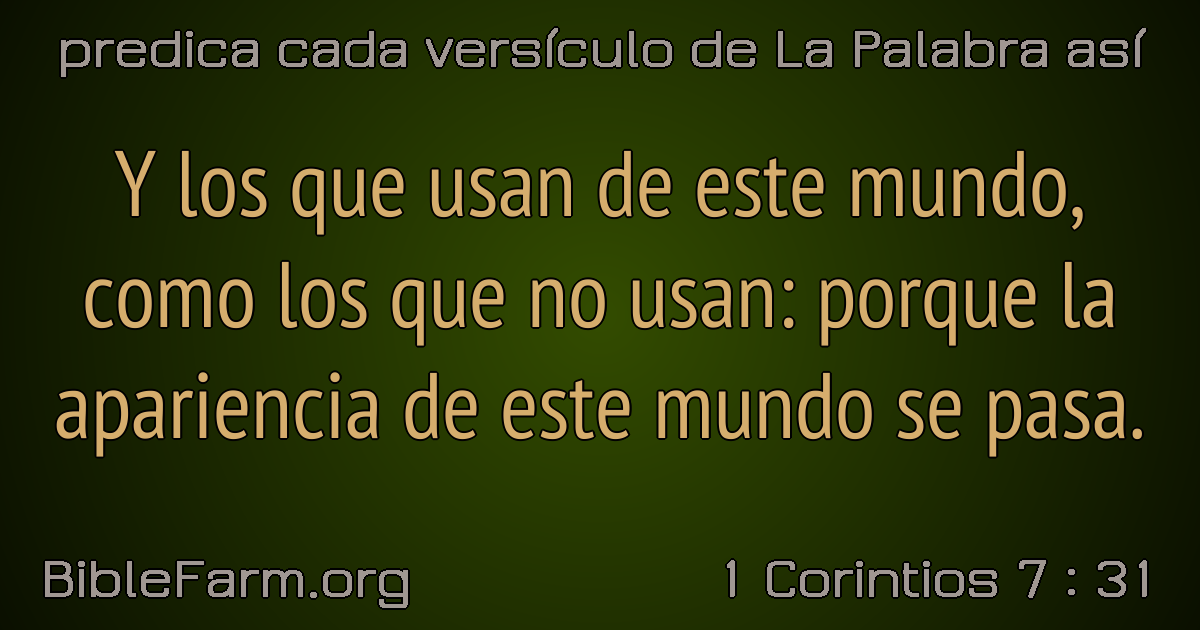 predica cada versículo de La Palabra así
Y los que usan de este mundo,
como los que no usan: porque la
apariencia de este mundo se pasa.
BibleFarm.org
1 Corintios 7 : 31